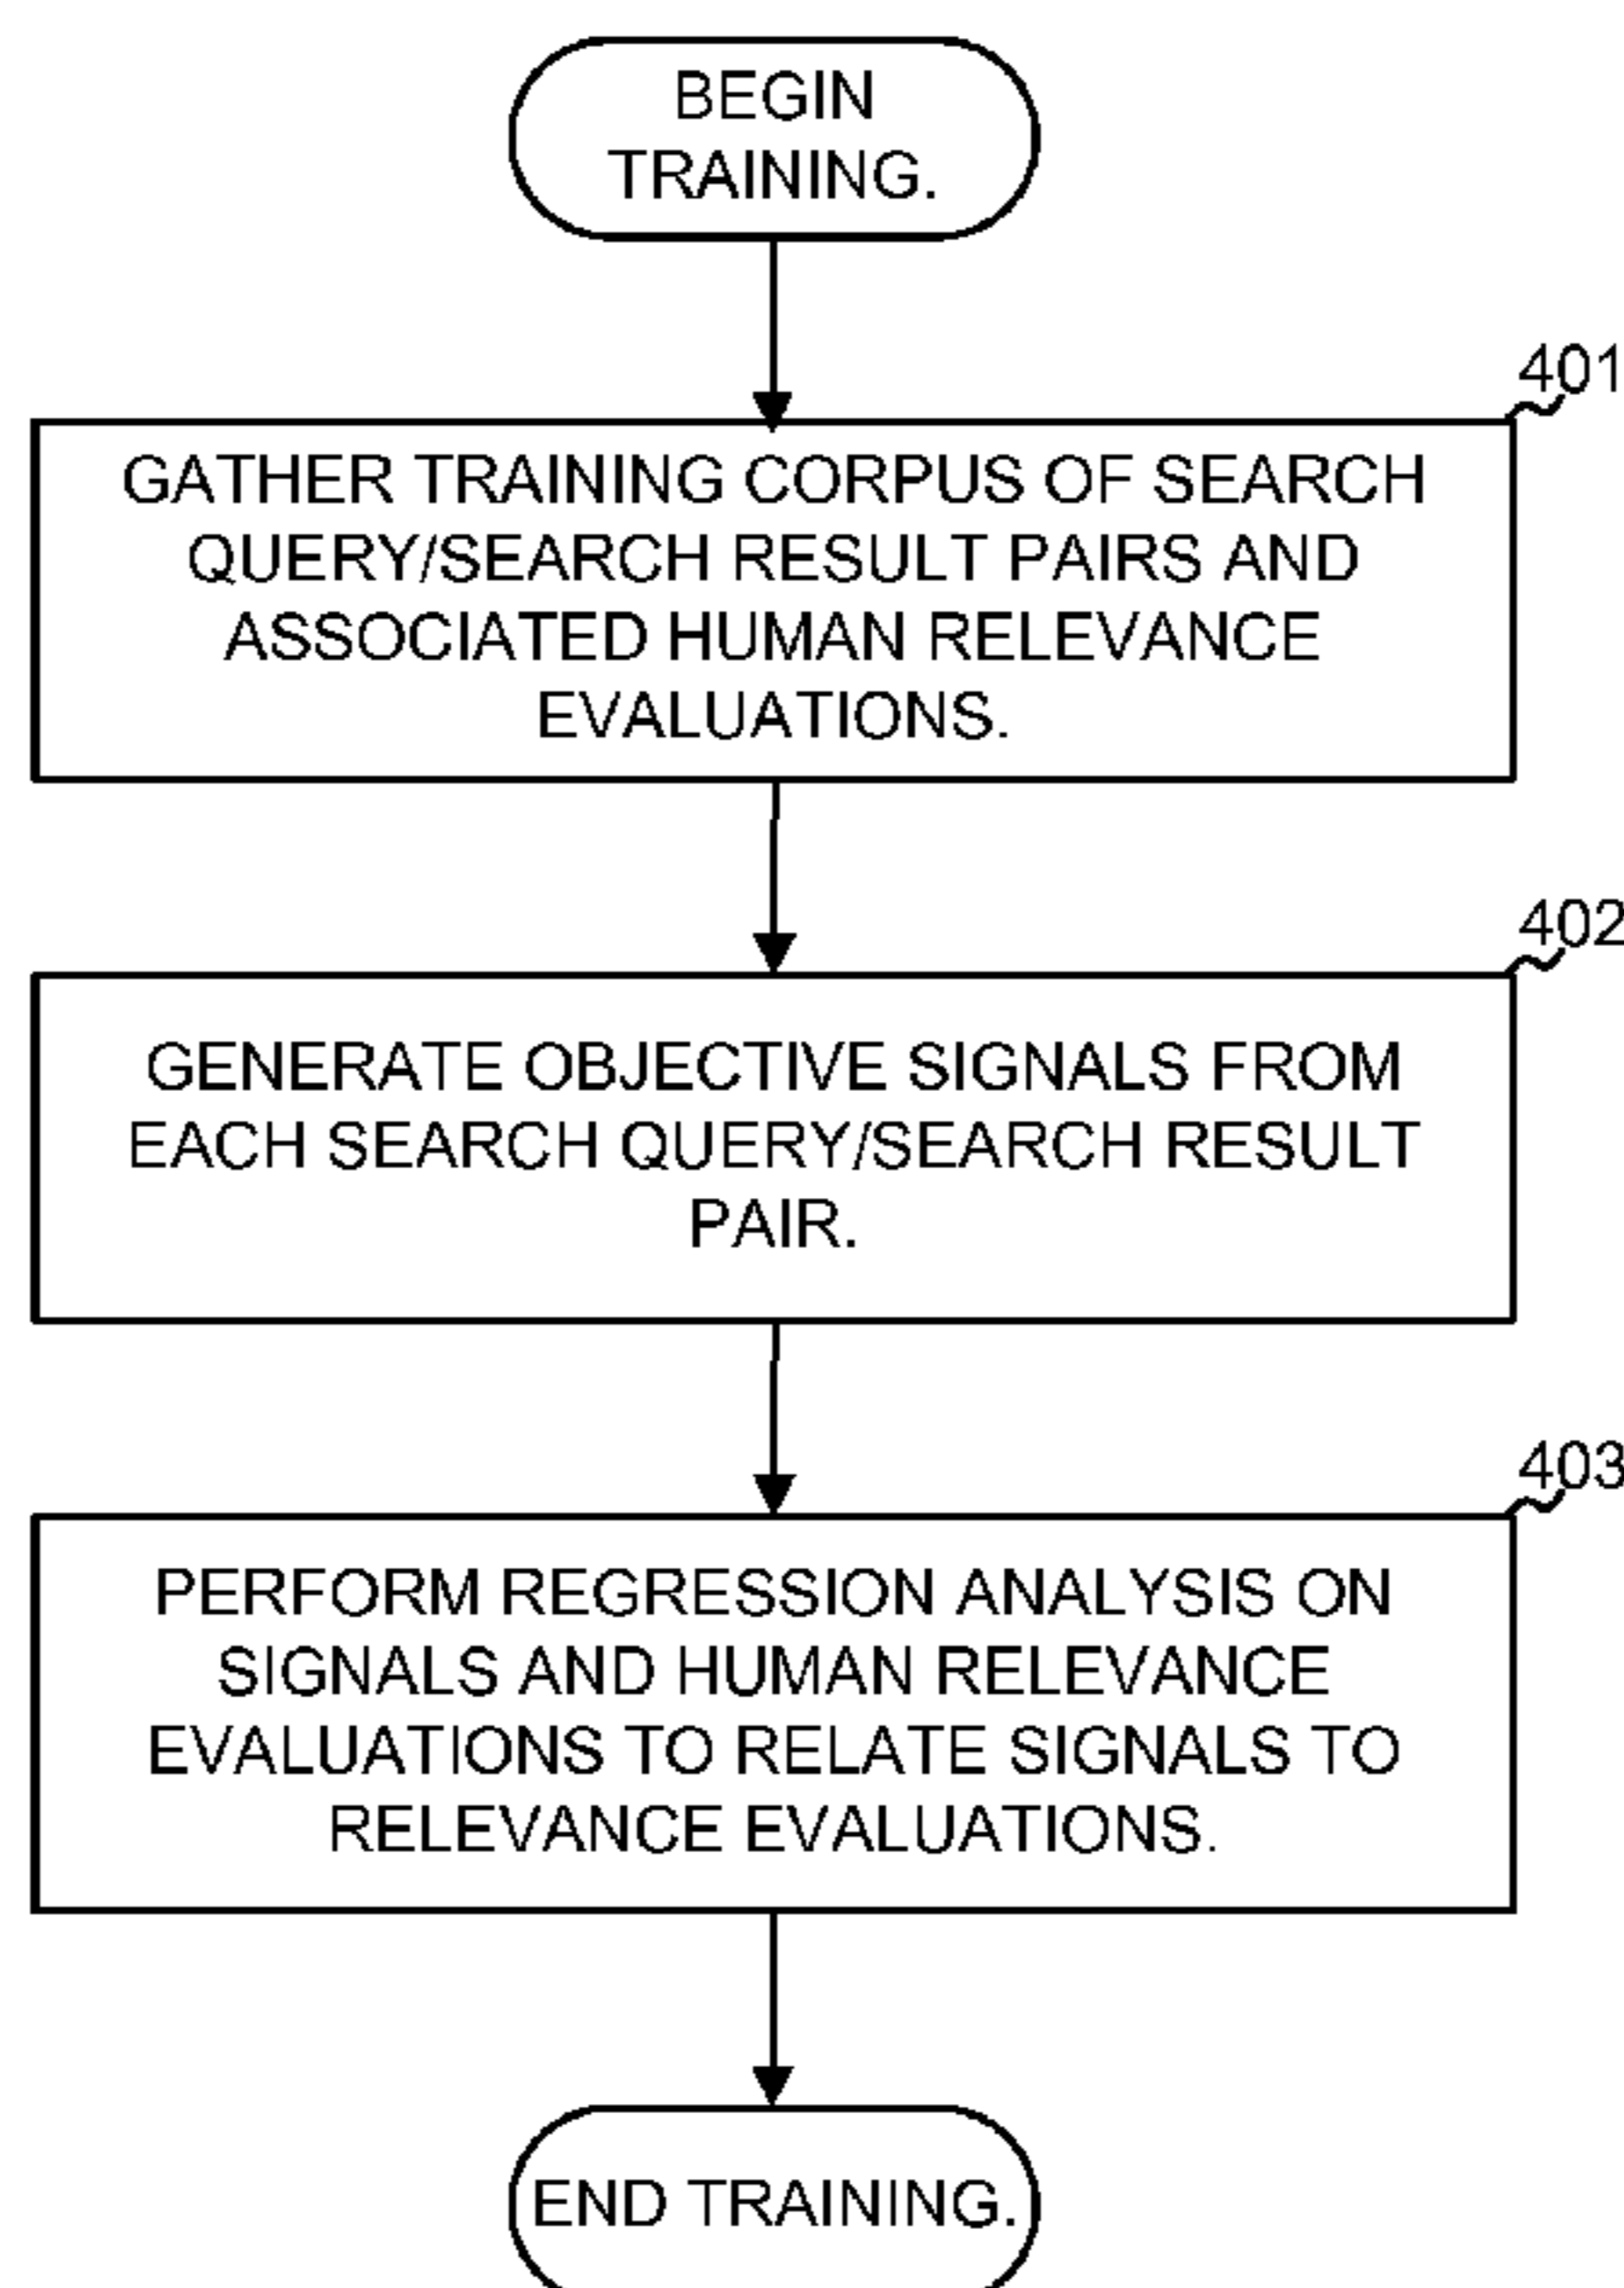 BEGIN
TRAINING.
401
GATHER TRAINING CORPUS OF SEARCH
QUERY/SEARCH RESULT PAIRS AND
ASSOCIATED HUMAN RELEVANCE
EVALUATIONS.
402
GENERATE OBJECTIVE SIGNALS FROM
EACH SEARCH QUERY/SEARCH RESULT
PAIR.
403
PERFORM REGRESSION ANALYSIS ON
SIGNALS AND HUMAN RELEVANCE
EVALUATIONS TO RELATE SIGNALS TO
RELEVANCE EVALUATIONS.
END TRAINING.